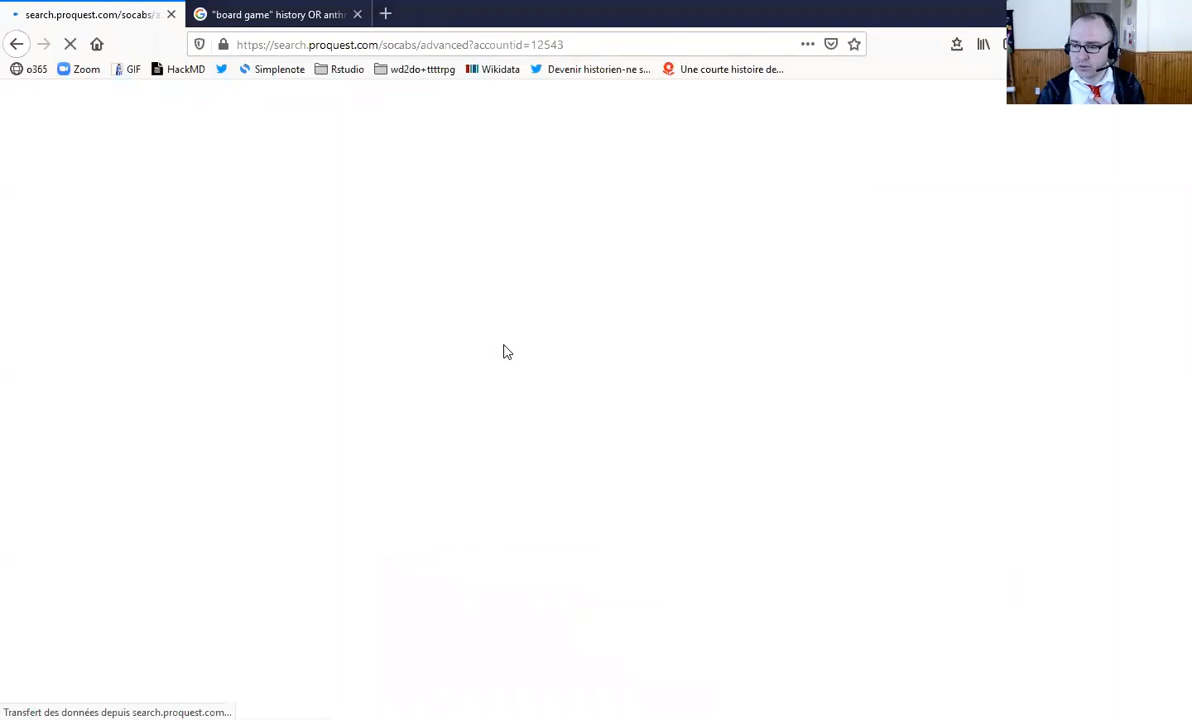 search.proquest.com/socabs/a
"board game" history OR anthr
https://search.proquest.com/socabs/advanced?accountid=12543
o365 Zoom GIF HackMD Simplenote Rstudio wd2do+ttttrpg Wikidata Devenir historien-ne s... Une courte histoire de...
Transfert des données depuis search.proquest.com...